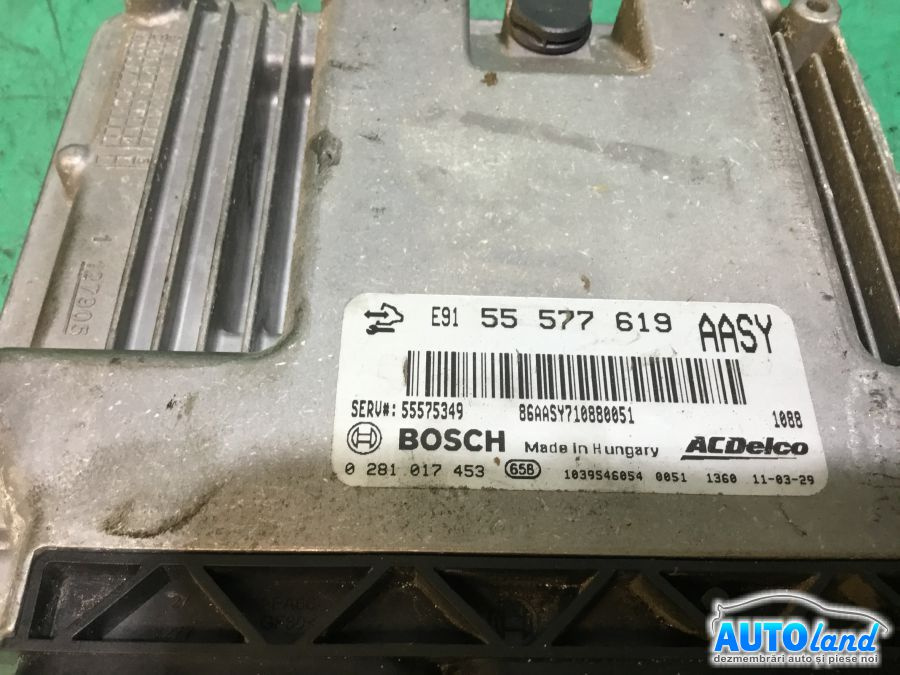 E91 55 577 619 AASY
SERV#: 55575349 86AASY710880051 1088
BOSCH Made in Hungary ACDelco
0 281 017 453 65B 1039S46054 0051 1360 11-03-29
AUTOland
dezmembrări auto și piese noi